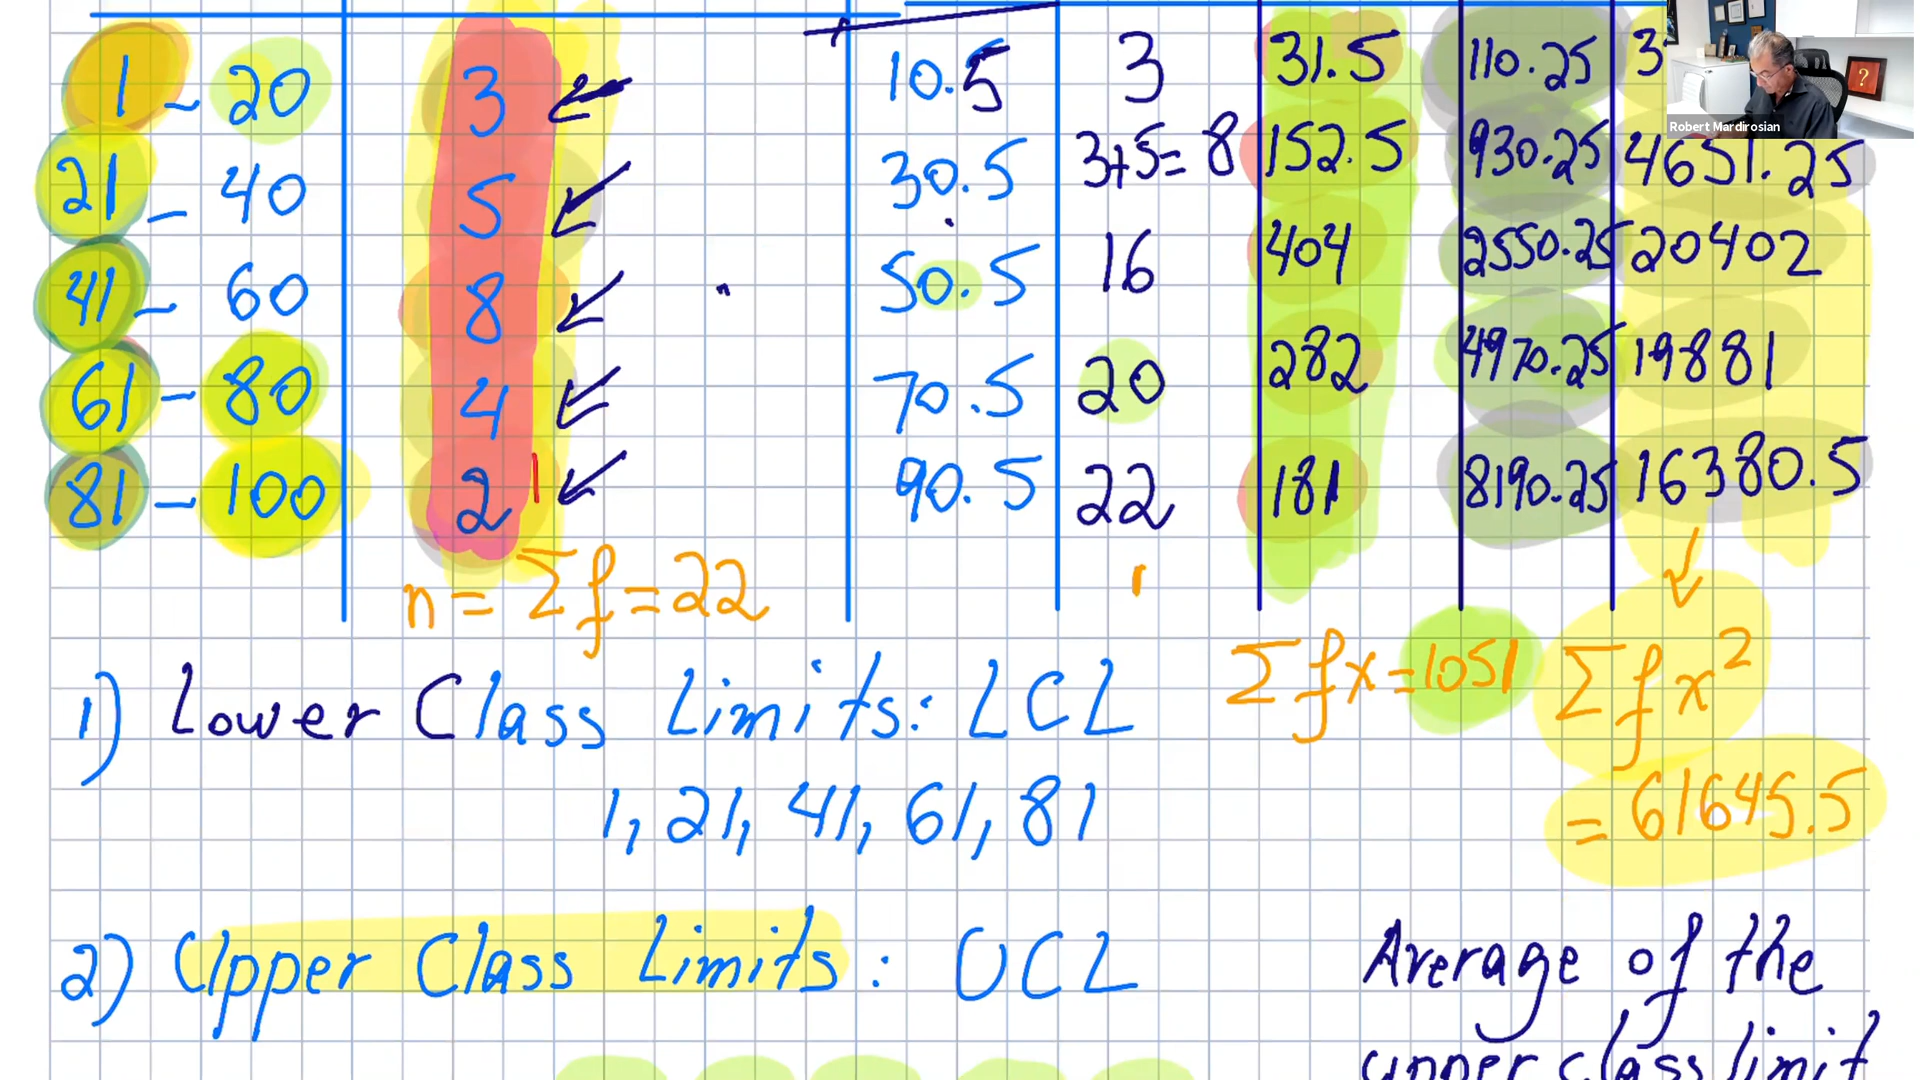 1 - 20 3 10.5 3 31.5 110.25 3
Robert Mardirosian
21 - 40 5 30.5 3+5=8 152.5 930.25 4651.25
41 - 60 8 50.5 16 404 2550.25 20402
61 - 80 4 70.5 20 282 4970.25 19881
81 - 100 2 90.5 22 181 8190.25 16380.5
n = Σf = 22
Σfx = 1051 Σfx²
= 61645.5
1) Lower Class Limits: LCL
1, 21, 41, 61, 81
2) Upper Class Limits: UCL
Average of the
upper class limit